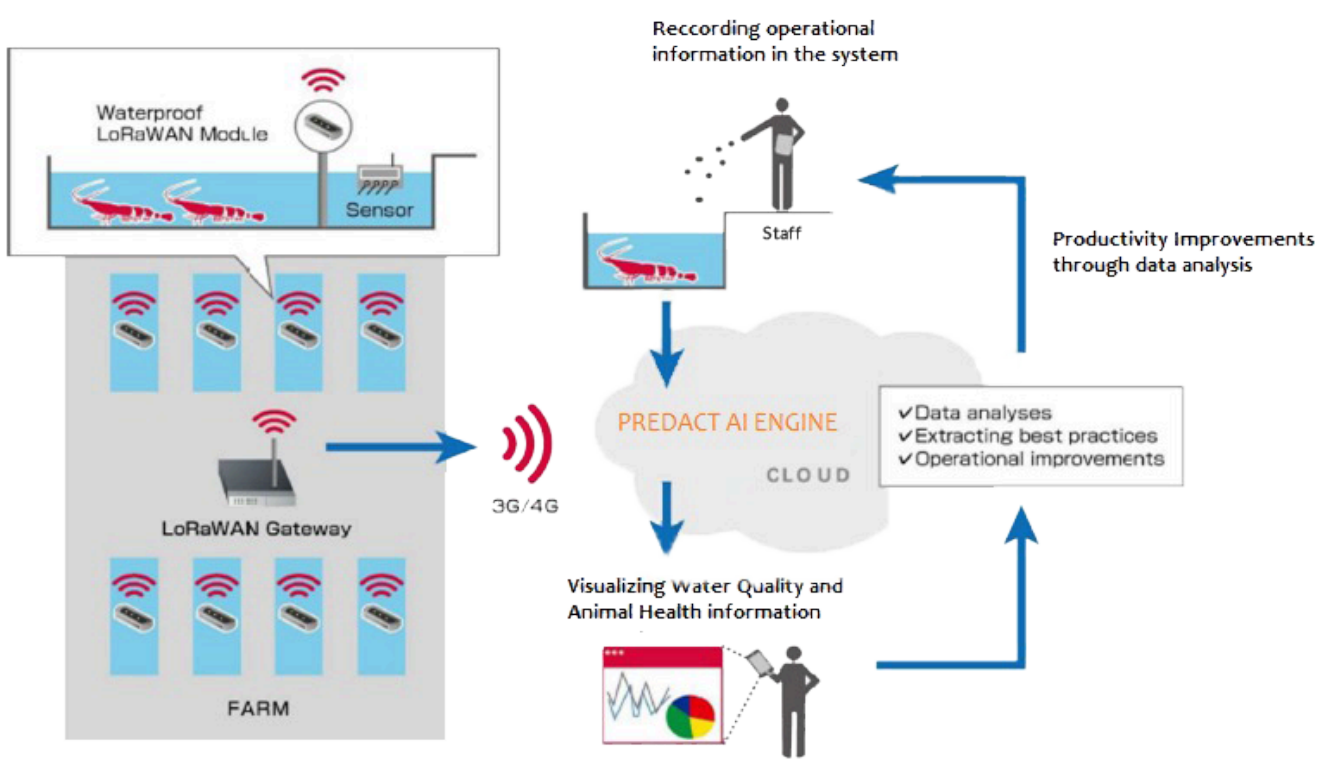 Reccording operational
information in the system
Waterproof
LoRaWAN Module
Sensor
Staff
Productivity Improvements
through data analysis
PREDACT AI ENGINE
CLOUD
✓Data analyses
✓Extracting best practices
✓Operational improvements
3G/4G
LoRaWAN Gateway
Visualizing Water Quality and
Animal Health information
FARM